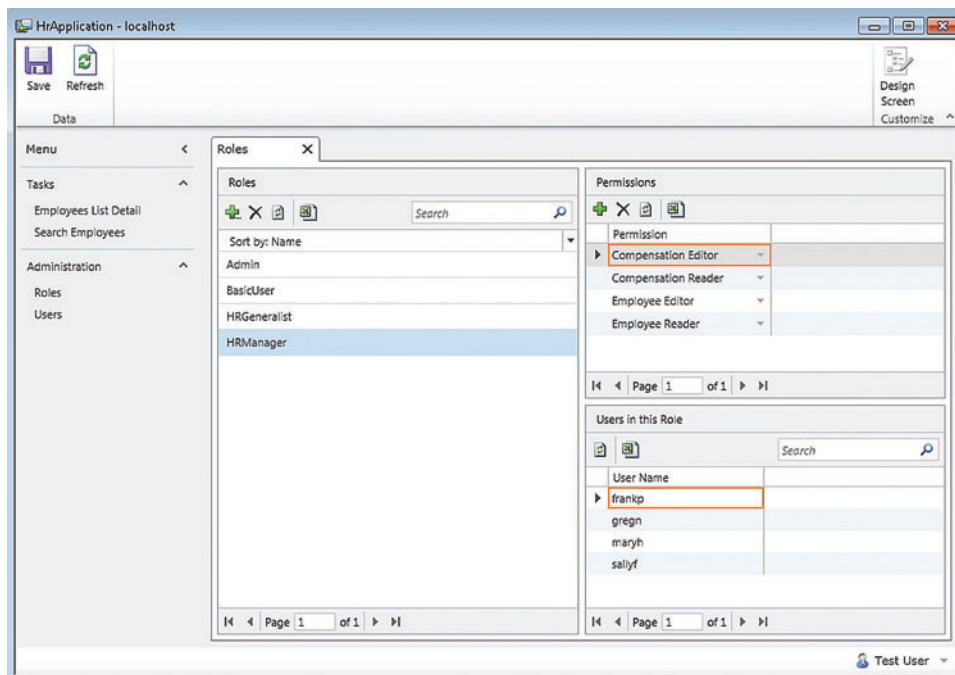 HrApplication - localhost
Save Refresh
Data
Design
Screen
Customize
Menu
Tasks
Employees List Detail
Search Employees
Administration
Roles
Users
Roles
Roles
Search
Sort by: Name
Admin
BasicUser
HRGeneralist
HRManager
Page 1 of 1
Permissions
Permission
Compensation Editor
Compensation Reader
Employee Editor
Employee Reader
Page 1 of 1
Users in this Role
Search
User Name
frankp
gregn
maryh
sallyf
Page 1 of 1
Test User